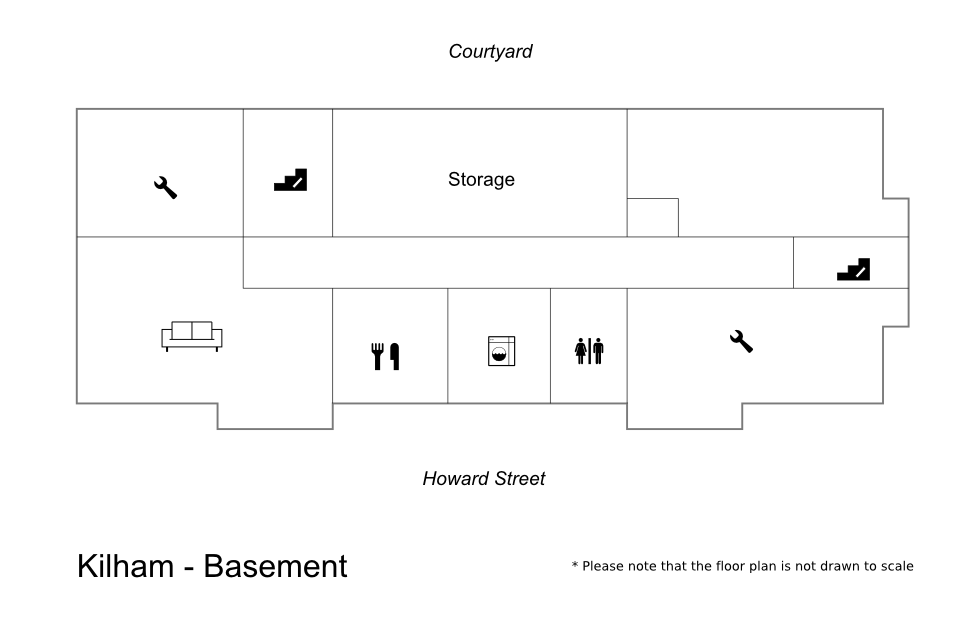 Courtyard
Storage
Howard Street
Kilham - Basement
* Please note that the floor plan is not drawn to scale